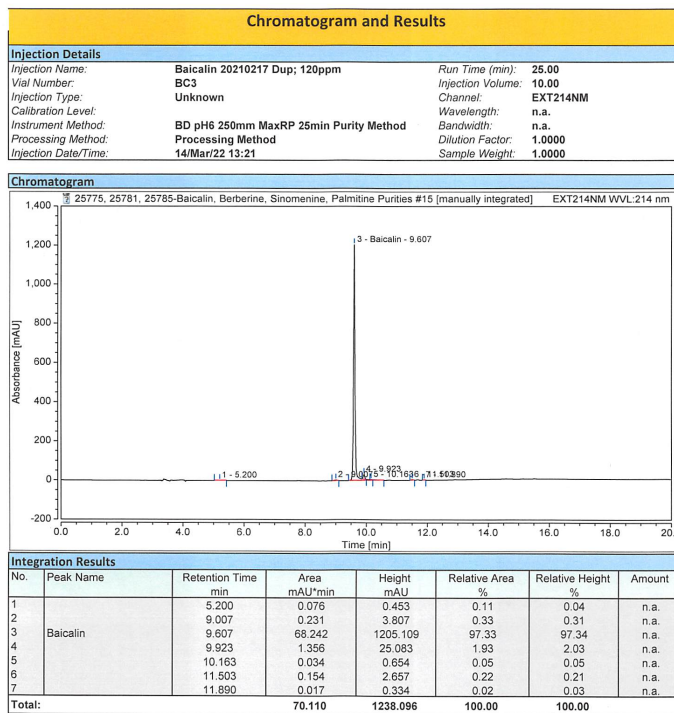 Chromatogram and Results
Injection Details
Injection Name: Baicalin 20210217 Dup; 120ppm Run Time (min): 25.00
Vial Number: BC3 Injection Volume: 10.00
Injection Type: Unknown Channel: EXT214NM
Calibration Level: Wavelength: n.a.
Instrument Method: BD pH6 250mm MaxRP 25min Purity Method Bandwidth: n.a.
Processing Method: Processing Method Dilution Factor: 1.0000
Injection Date/Time: 14/Mar/22 13:21 Sample Weight: 1.0000
Chromatogram
25775, 25781, 25785-Baicalin, Berberine, Sinomenine, Palmitine Purities #15 [manually integrated] EXT214NM WVL:214 nm
1,400
1,200
1,000
800
600
400
200
0
-200
Absorbance [mAU]
3 - Baicalin - 9.607
4 - 9.923
1 - 5.200
0.0 2.0 4.0 6.0 8.0 10.0 12.0 14.0 16.0 18.0 20.
Time [min]
Integration Results
No. Peak Name Retention Time Area Height Relative Area Relative Height Amount
min mAU*min mAU % %
1 5.200 0.076 0.453 0.11 0.04 n.a.
2 9.007 0.231 3.807 0.33 0.31 n.a.
3 Baicalin 9.607 68.242 1205.109 97.33 97.34 n.a.
4 9.923 1.356 25.083 1.93 2.03 n.a.
5 10.163 0.034 0.654 0.05 0.05 n.a.
6 11.503 0.154 2.657 0.22 0.21 n.a.
7 11.890 0.017 0.334 0.02 0.03 n.a.
Total: 70.110 1238.096 100.00 100.00